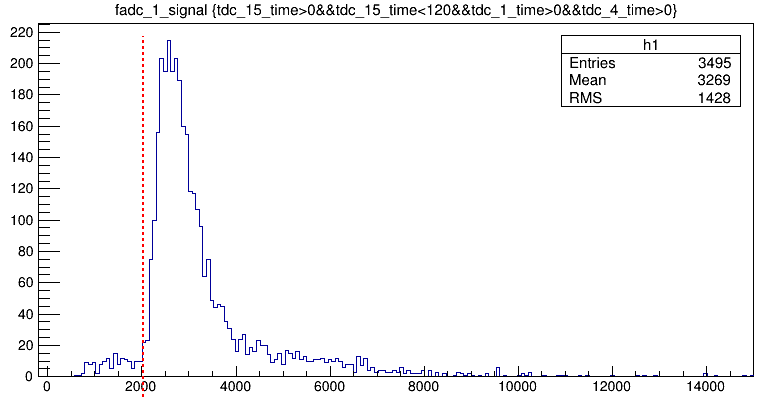 fadc_1_signal {tdc_15_time>0&&tdc_15_time<120&&tdc_1_time>0&&tdc_4_time>0}
h1
Entries 3495
Mean 3269
RMS 1428
220
200
180
160
140
120
100
80
60
40
20
0
0 2000 4000 6000 8000 10000 12000 14000